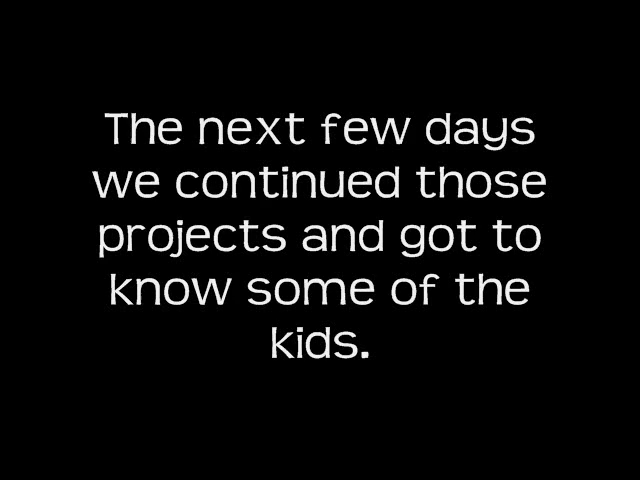 The next few days
we continued those
projects and got to
know some of the
kids.